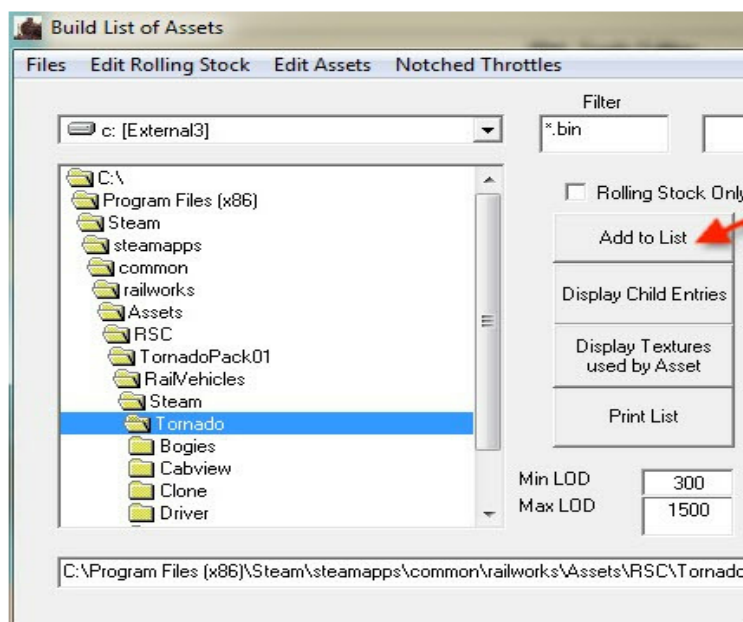 Build List of Assets
Files Edit Rolling Stock Edit Assets Notched Throttles
Filter
c: [External3]
*.bin
C:\
Program Files (x86)
Steam
steamapps
common
railworks
Assets
RSC
TornadoPack01
RailVehicles
Steam
Tornado
Bogies
Cabview
Clone
Driver
Rolling Stock Only
Add to List
Display Child Entries
Display Textures
used by Asset
Print List
Min LOD 300
Max LOD 1500
C:\Program Files (x86)\Steam\steamapps\common\railworks\Assets\RSC\Tornado